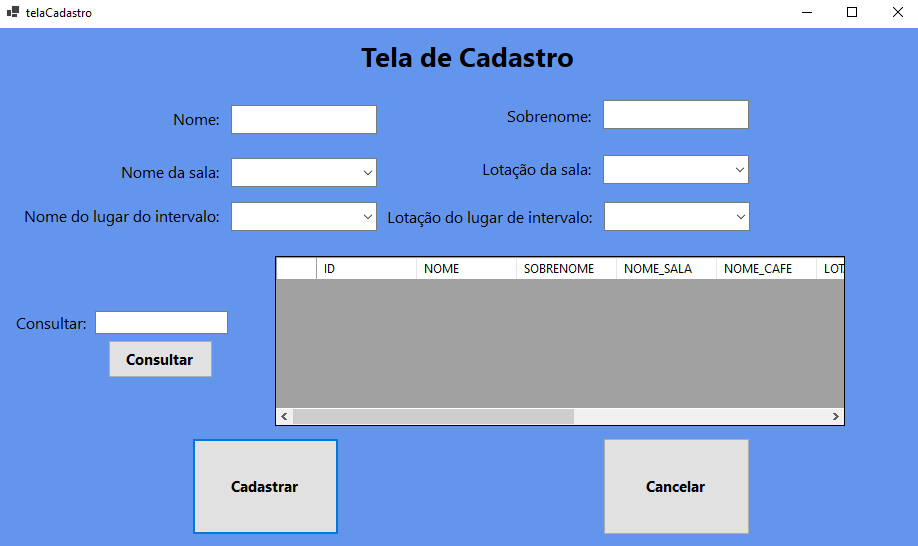 telaCadastro
Tela de Cadastro
Nome:
Sobrenome:
Nome da sala:
Lotação da sala:
Nome do lugar do intervalo:
Lotação do lugar de intervalo:
ID NOME SOBRENOME NOME_SALA NOME_CAFE LOT
Consultar:
Consultar
Cadastrar
Cancelar